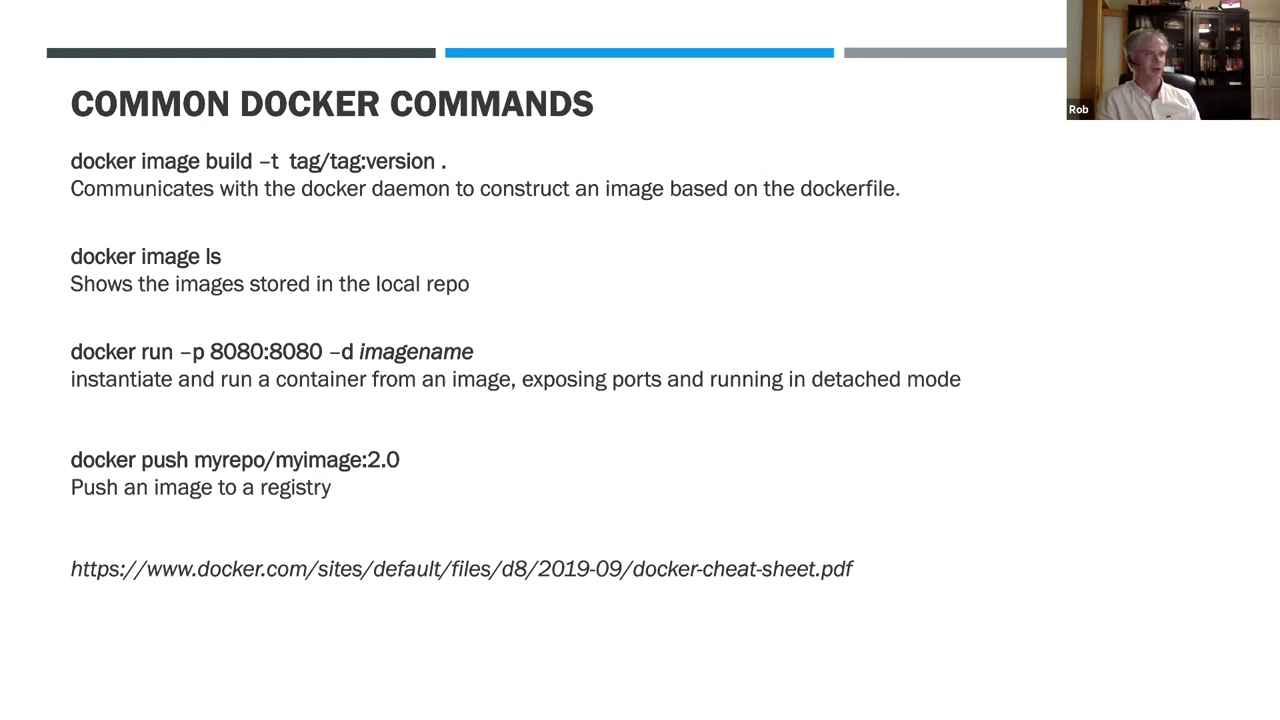 COMMON DOCKER COMMANDS
docker image build –t  tag/tag:version .
Communicates with the docker daemon to construct an image based on the dockerfile.
docker image ls
Shows the images stored in the local repo
docker run –p 8080:8080 –d imagename
instantiate and run a container from an image, exposing ports and running in detached mode
docker push myrepo/myimage:2.0
Push an image to a registry
https://www.docker.com/sites/default/files/d8/2019-09/docker-cheat-sheet.pdf
Rob